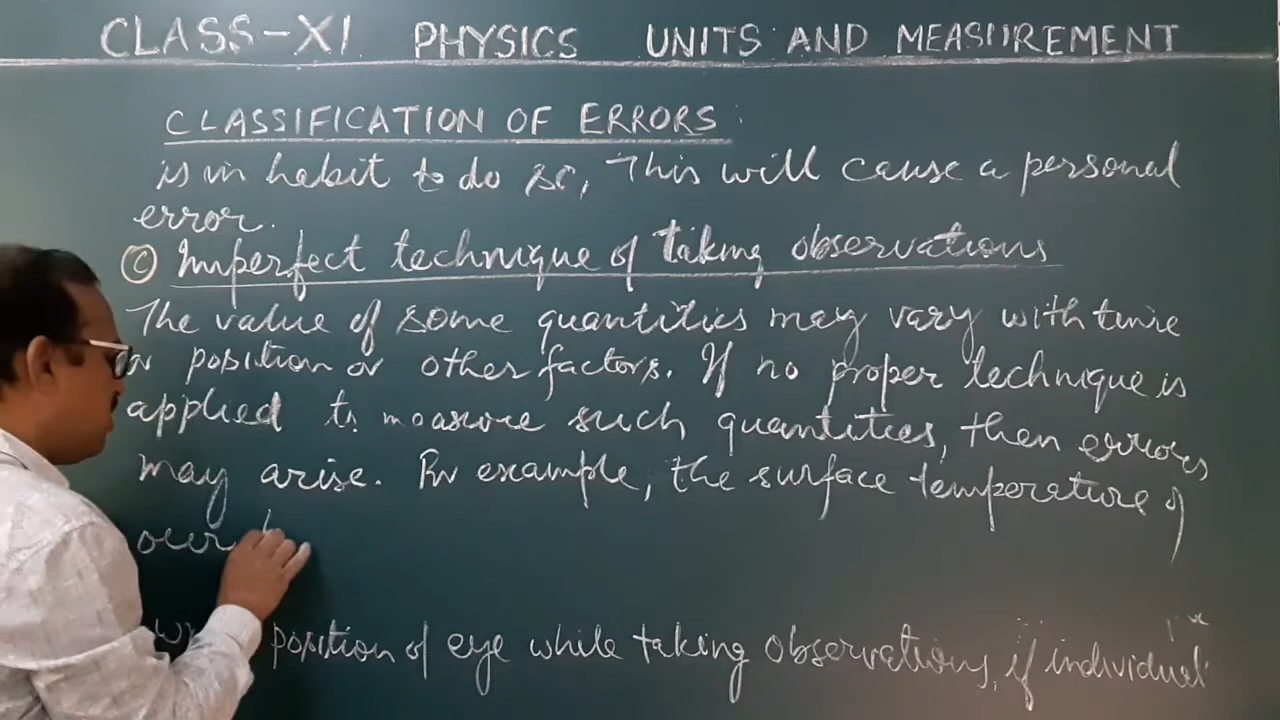 CLASS-XI PHYSICS UNITS AND MEASUREMENT
CLASSIFICATION OF ERRORS :
is in habit to do so, This will cause a personal
error.
(c) Imperfect technique of taking observations
The value of some quantities may vary with time
or position or other factors. If no proper technique is
applied to measure such quantities, then errors,
may arise. For example, the surface temperature of
our
position of eye while taking observations, if individual